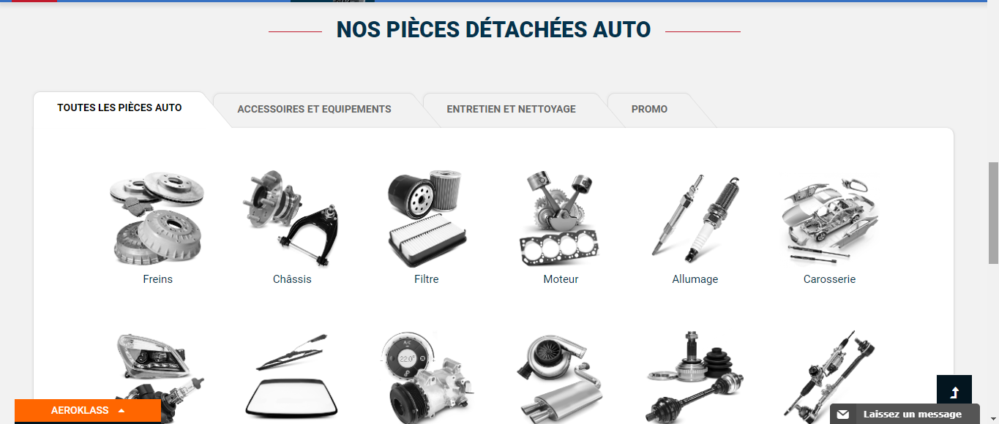 NOS PIÈCES DÉTACHÉES AUTO
TOUTES LES PIÈCES AUTO
ACCESSOIRES ET EQUIPEMENTS
ENTRETIEN ET NETTOYAGE
PROMO
Freins
Châssis
Filtre
Moteur
Allumage
Carosserie
A/C
22.0°
AEROKLASS
Laissez un message